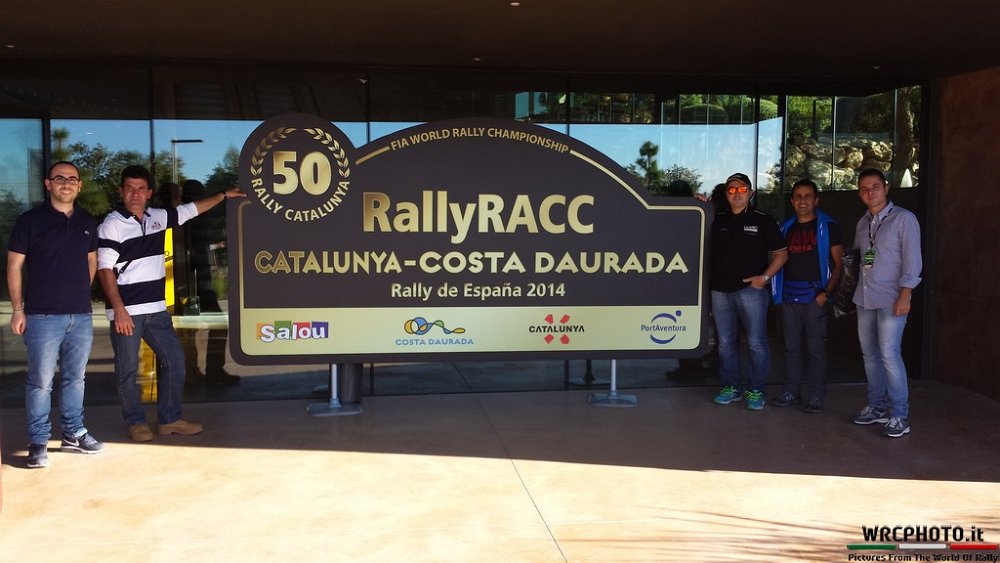 FIA WORLD RALLY CHAMPIONSHIP
50
RALLY CATALUNYA
RallyRACC
CATALUNYA-COSTA DAURADA
Rally de España 2014
Salou
COSTA DAURADA
CATALUNYA
PortAventura
WRCPHOTO.it
Pictures From The World Of Rally